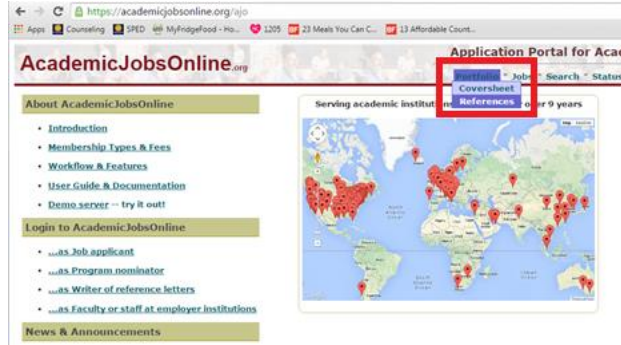 https://academicjobsonline.org/ajo
Apps Counseling SPED MyFridgeFood - Ho... 1205 23 Meals You Can C... 13 Affordable Count...
Application Portal for Aca
AcademicJobsOnline.org
Portfolio Jobs Search Status
Coversheet
References
About AcademicJobsOnline
Introduction
Membership Types & Fees
Workflow & Features
User Guide & Documentation
Demo server -- try it out!
Login to AcademicJobsOnline
...as Job applicant
...as Program nominator
...as Writer of reference letters
...as Faculty or staff at employer institutions
News & Announcements
Serving academic institutions over 9 years